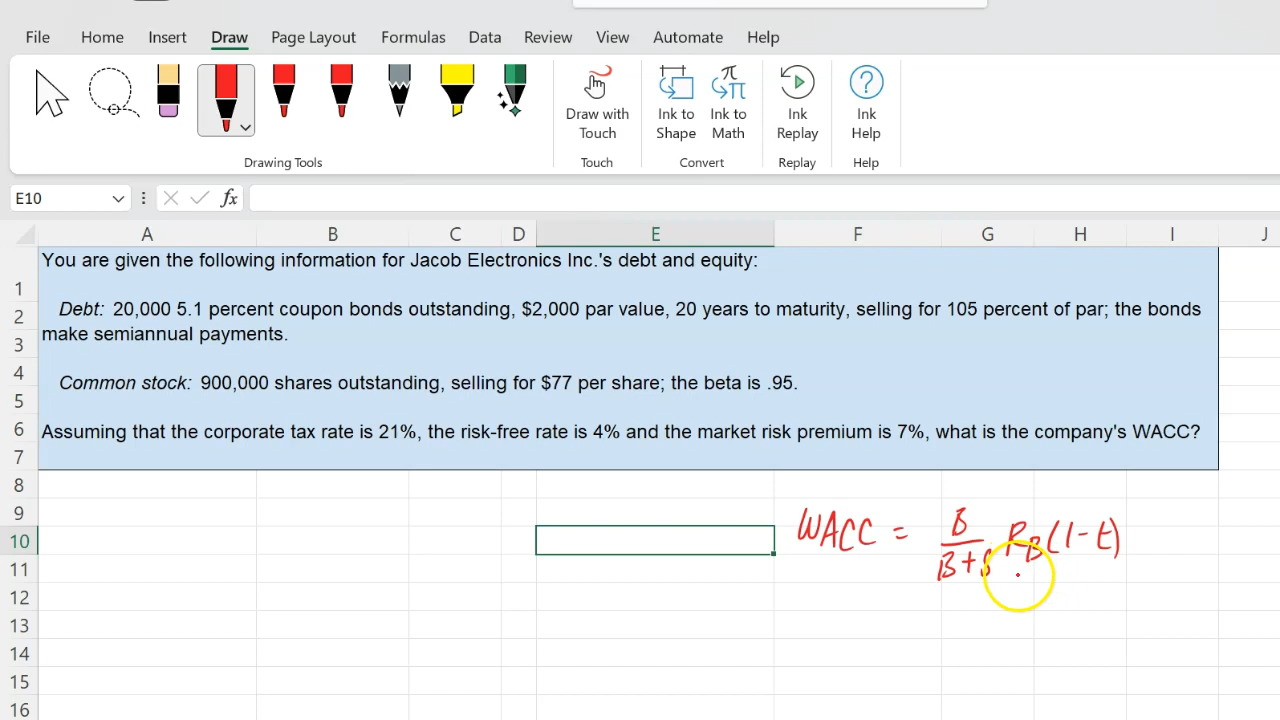 File Home Insert Draw Page Layout Formulas Data Review View Automate Help
Draw with Touch
Ink to Shape
Ink to Math
Ink Replay
Ink Help
Drawing Tools Touch Convert Replay Help
E10 fx
A B C D E F G H I J
1 You are given the following information for Jacob Electronics Inc.'s debt and equity:
2 Debt: 20,000 5.1 percent coupon bonds outstanding, $2,000 par value, 20 years to maturity, selling for 105 percent of par; the bonds
3 make semiannual payments.
4 Common stock: 900,000 shares outstanding, selling for $77 per share; the beta is .95.
5
6 Assuming that the corporate tax rate is 21%, the risk-free rate is 4% and the market risk premium is 7%, what is the company's WACC?
7
8
9
10 WACC = B/B+S RB(1-t)
11
12
13
14
15
16